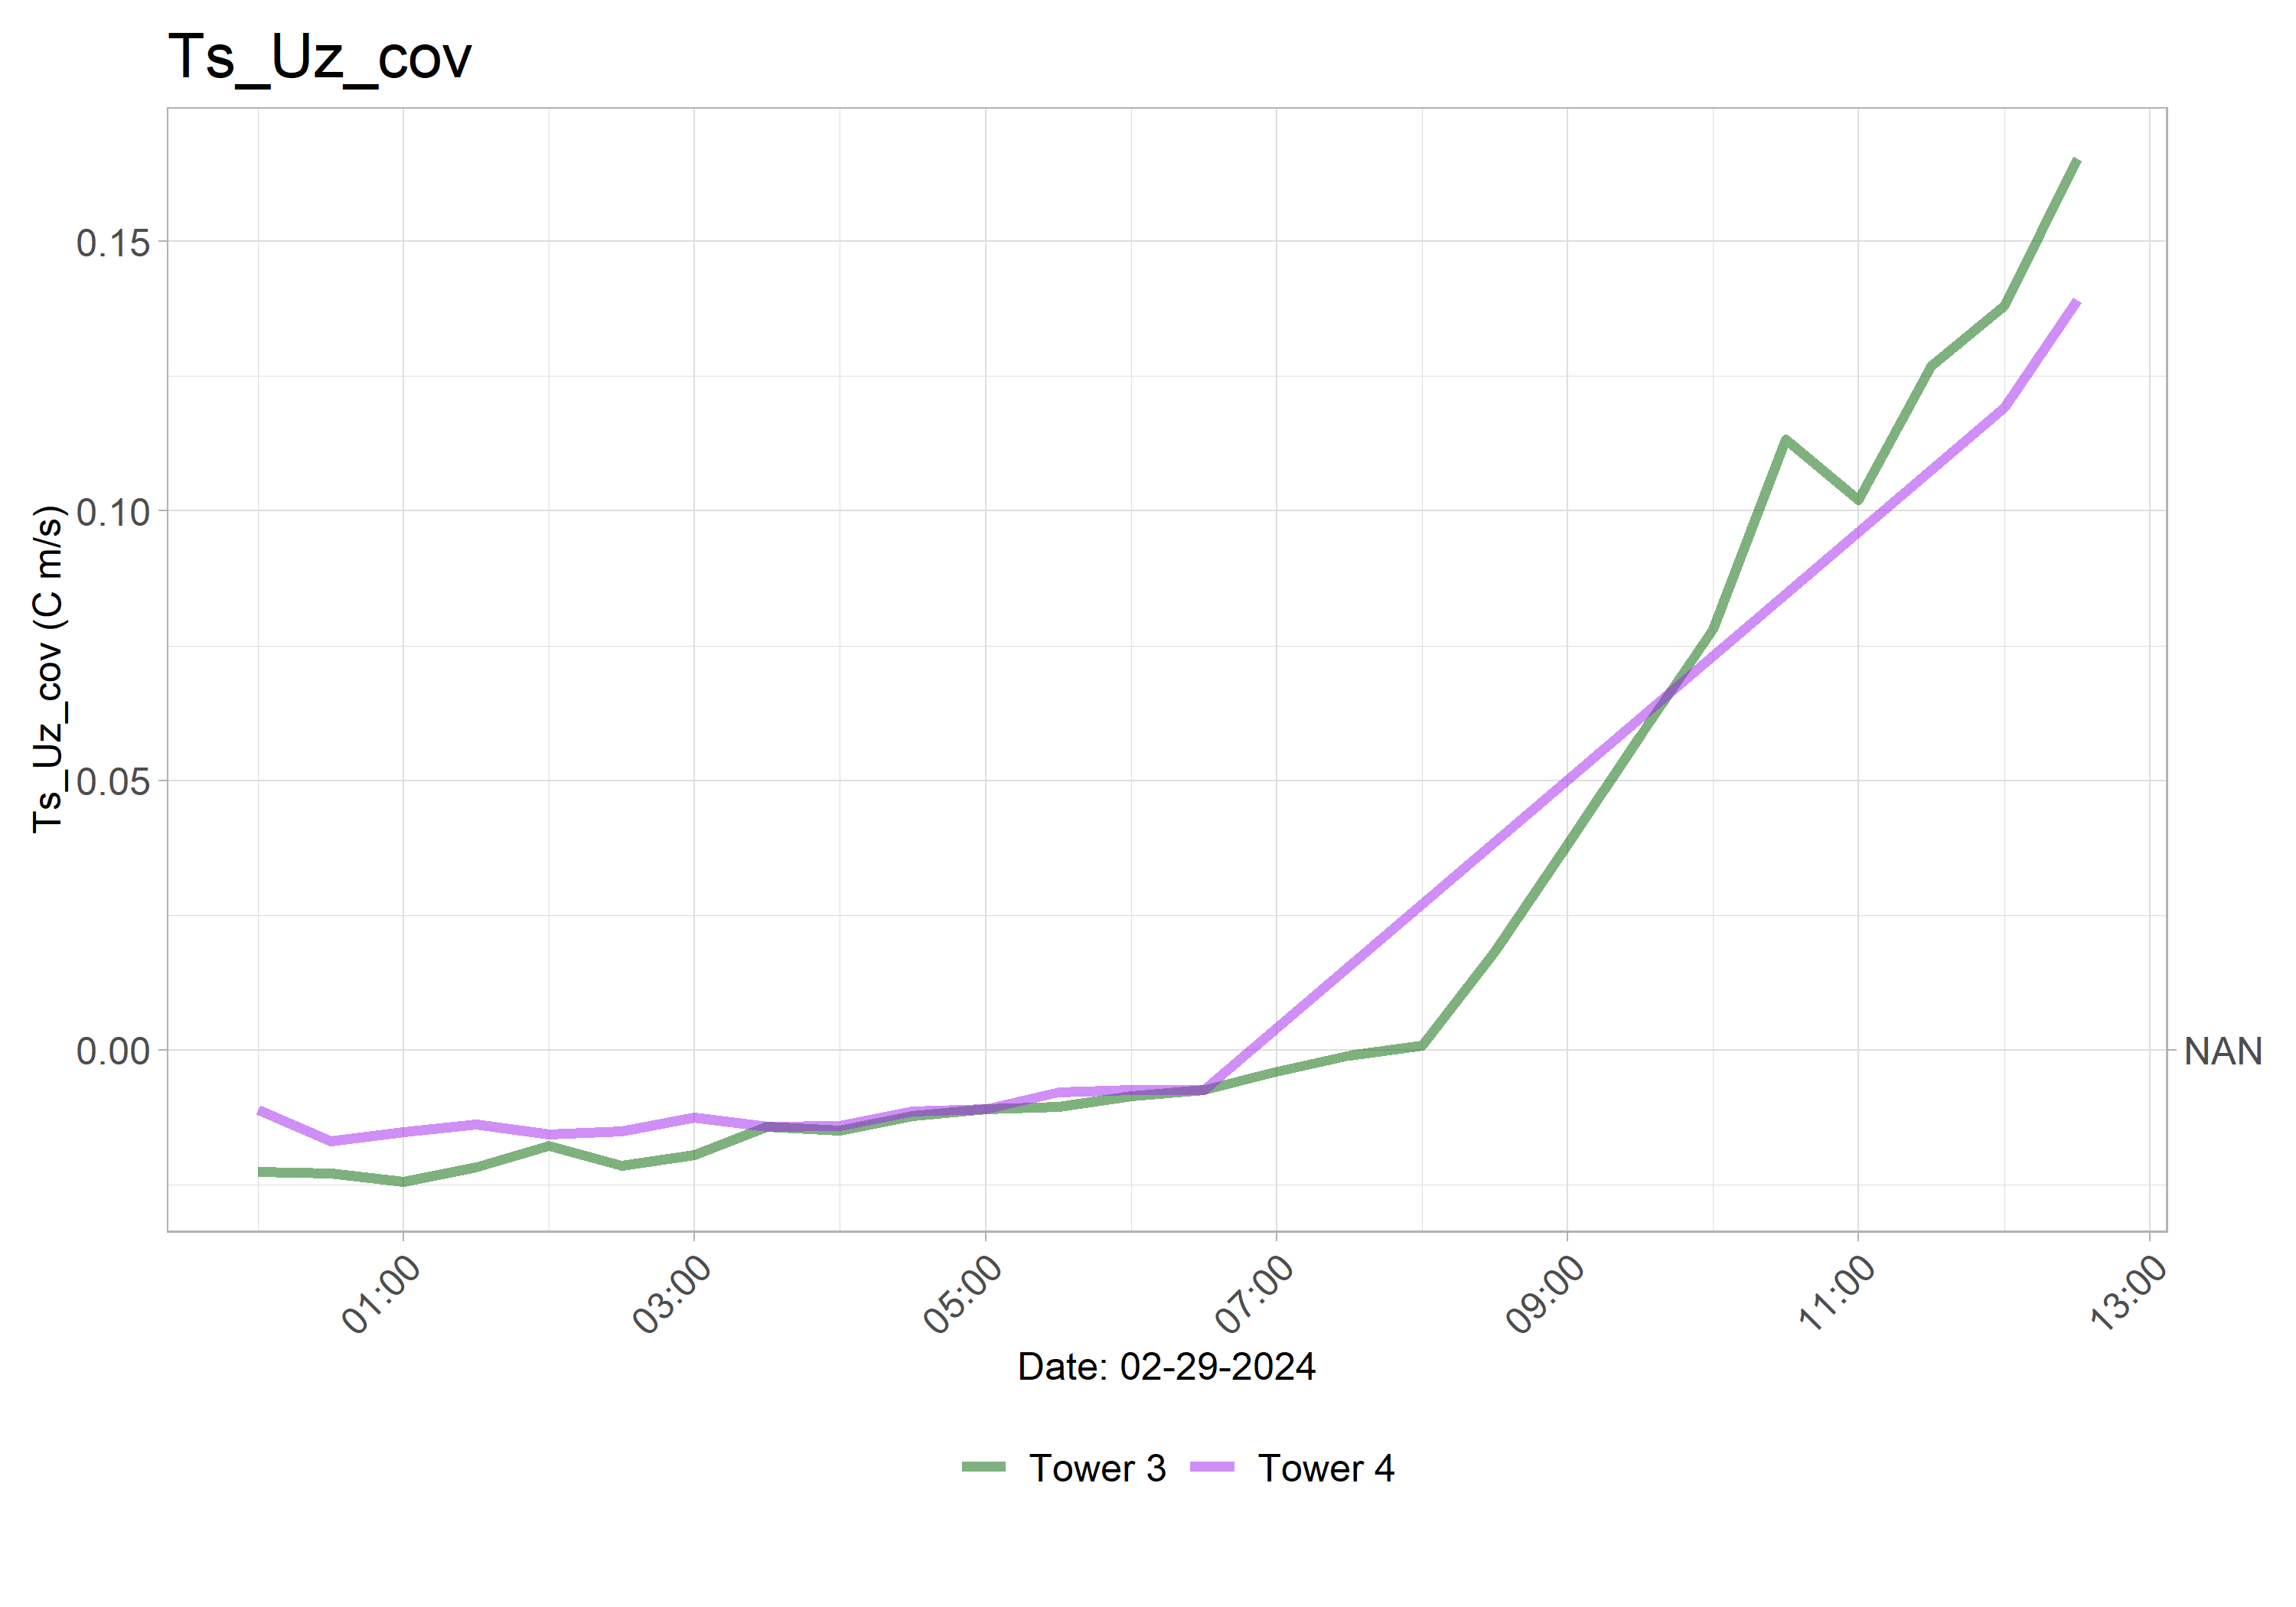 Ts_Uz_cov
Ts_Uz_cov (C m/s)
0.15
0.10
0.05
0.00
NAN
01:00
03:00
05:00
07:00
09:00
11:00
13:00
Date: 02-29-2024
Tower 3
Tower 4